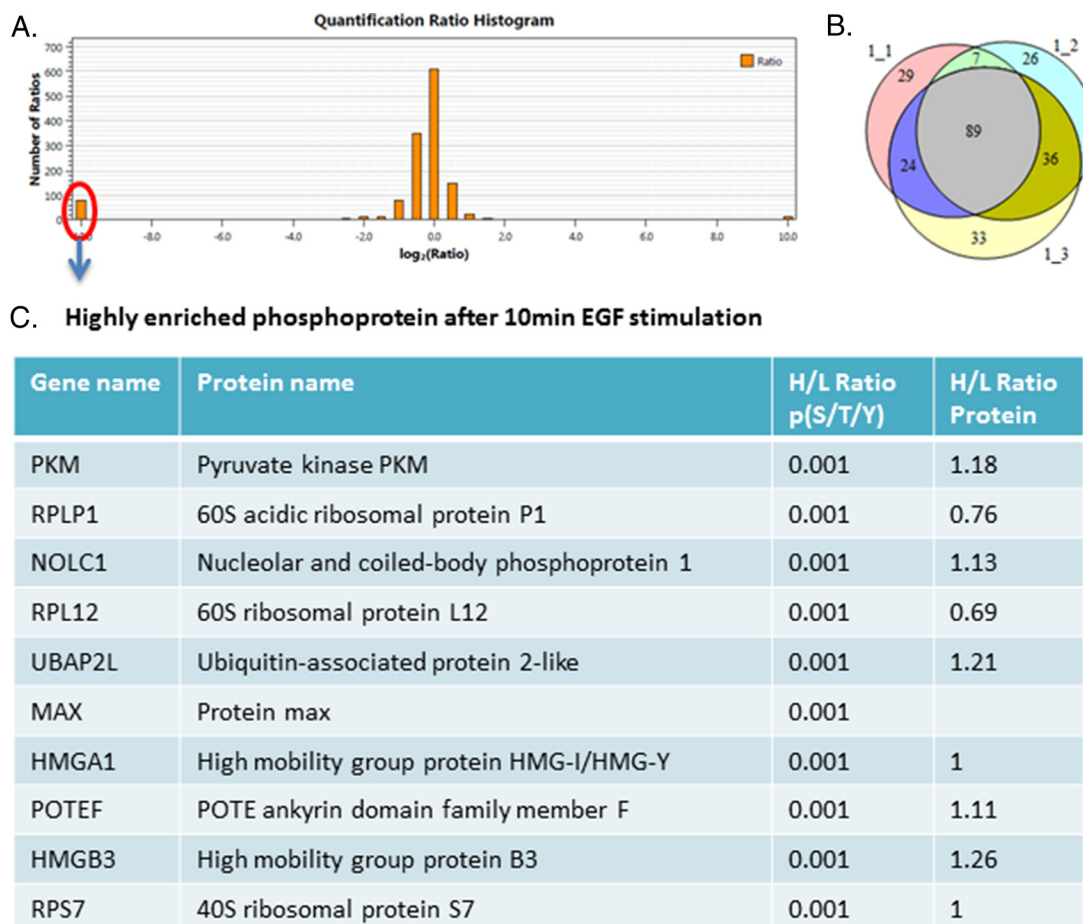 A.
Quantification Ratio Histogram
700
600
500
400
300
200
100
0
Number of Ratios
Ratio
-8.0
-6.0
-4.0
-2.0
0.0
2.0
4.0
6.0
8.0
10.0
log₂(Ratio)
B.
1_1
1_2
1_3
29
7
26
89
24
36
33
C. Highly enriched phosphoprotein after 10min EGF stimulation
Gene name Protein name H/L Ratio p(S/T/Y) H/L Ratio Protein
PKM Pyruvate kinase PKM 0.001 1.18
RPLP1 60S acidic ribosomal protein P1 0.001 0.76
NOLC1 Nucleolar and coiled-body phosphoprotein 1 0.001 1.13
RPL12 60S ribosomal protein L12 0.001 0.69
UBAP2L Ubiquitin-associated protein 2-like 0.001 1.21
MAX Protein max 0.001
HMGA1 High mobility group protein HMG-I/HMG-Y 0.001 1
POTEF POTE ankyrin domain family member F 0.001 1.11
HMGB3 High mobility group protein B3 0.001 1.26
RPS7 40S ribosomal protein S7 0.001 1